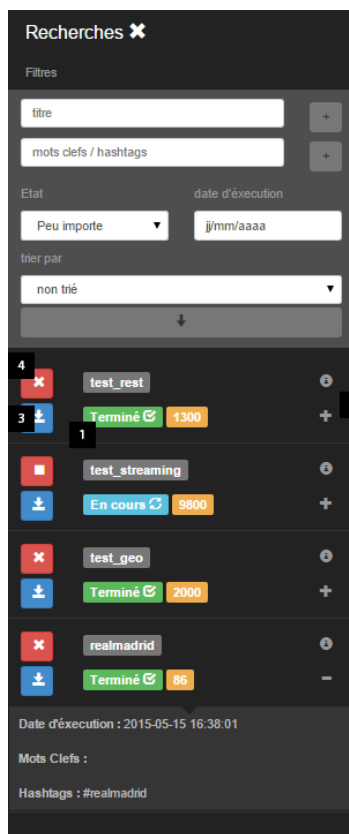 Recherches ✖
Filtres
titre
+
mots clefs / hashtags
+
Etat
date d'éxecution
Peu importe
jj/mm/aaaa
trier par
non trié
4
test_rest
3
Terminé 1300
1
test_streaming
En cours 9800
test_geo
Terminé 2000
realmadrid
Terminé 86
Date d'éxecution : 2015-05-15 16:38:01
Mots Clefs :
Hashtags : #realmadrid